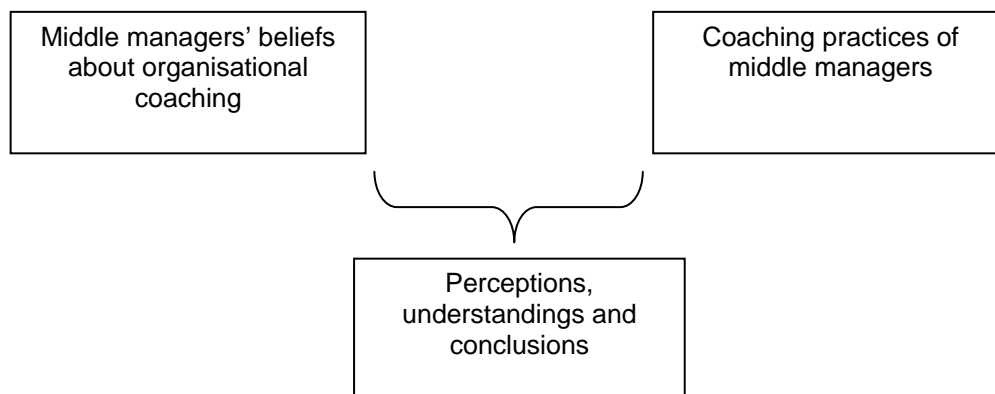 Middle managers’ beliefs
about organisational
coaching
Coaching practices of
middle managers
Perceptions,
understandings and
conclusions